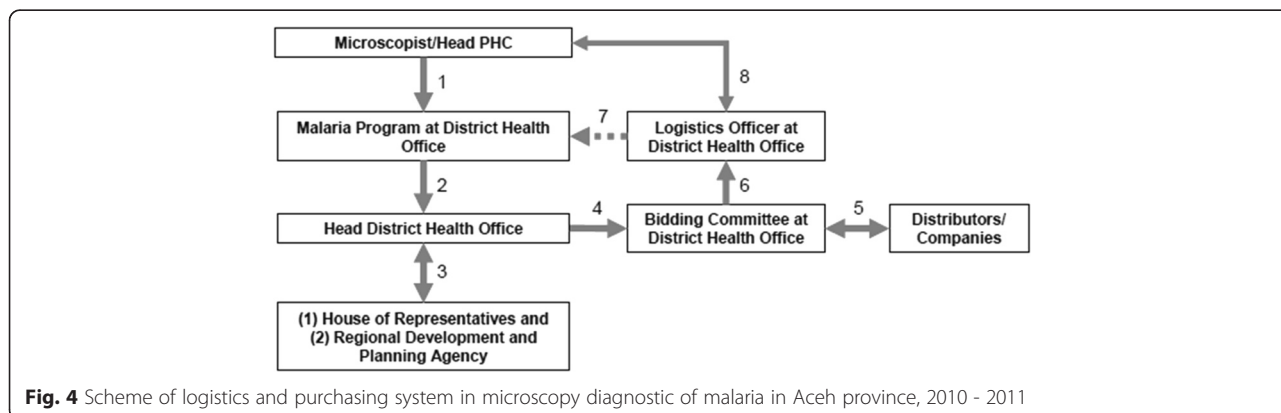 Microscopist/Head PHC
1
8
Malaria Program at District Health
Office
7
Logistics Officer at
District Health Office
2
6
Head District Health Office
4
Bidding Committee at
District Health Office
5
Distributors/
Companies
3
(1) House of Representatives and
(2) Regional Development and
Planning Agency
Fig. 4 Scheme of logistics and purchasing system in microscopy diagnostic of malaria in Aceh province, 2010 - 2011